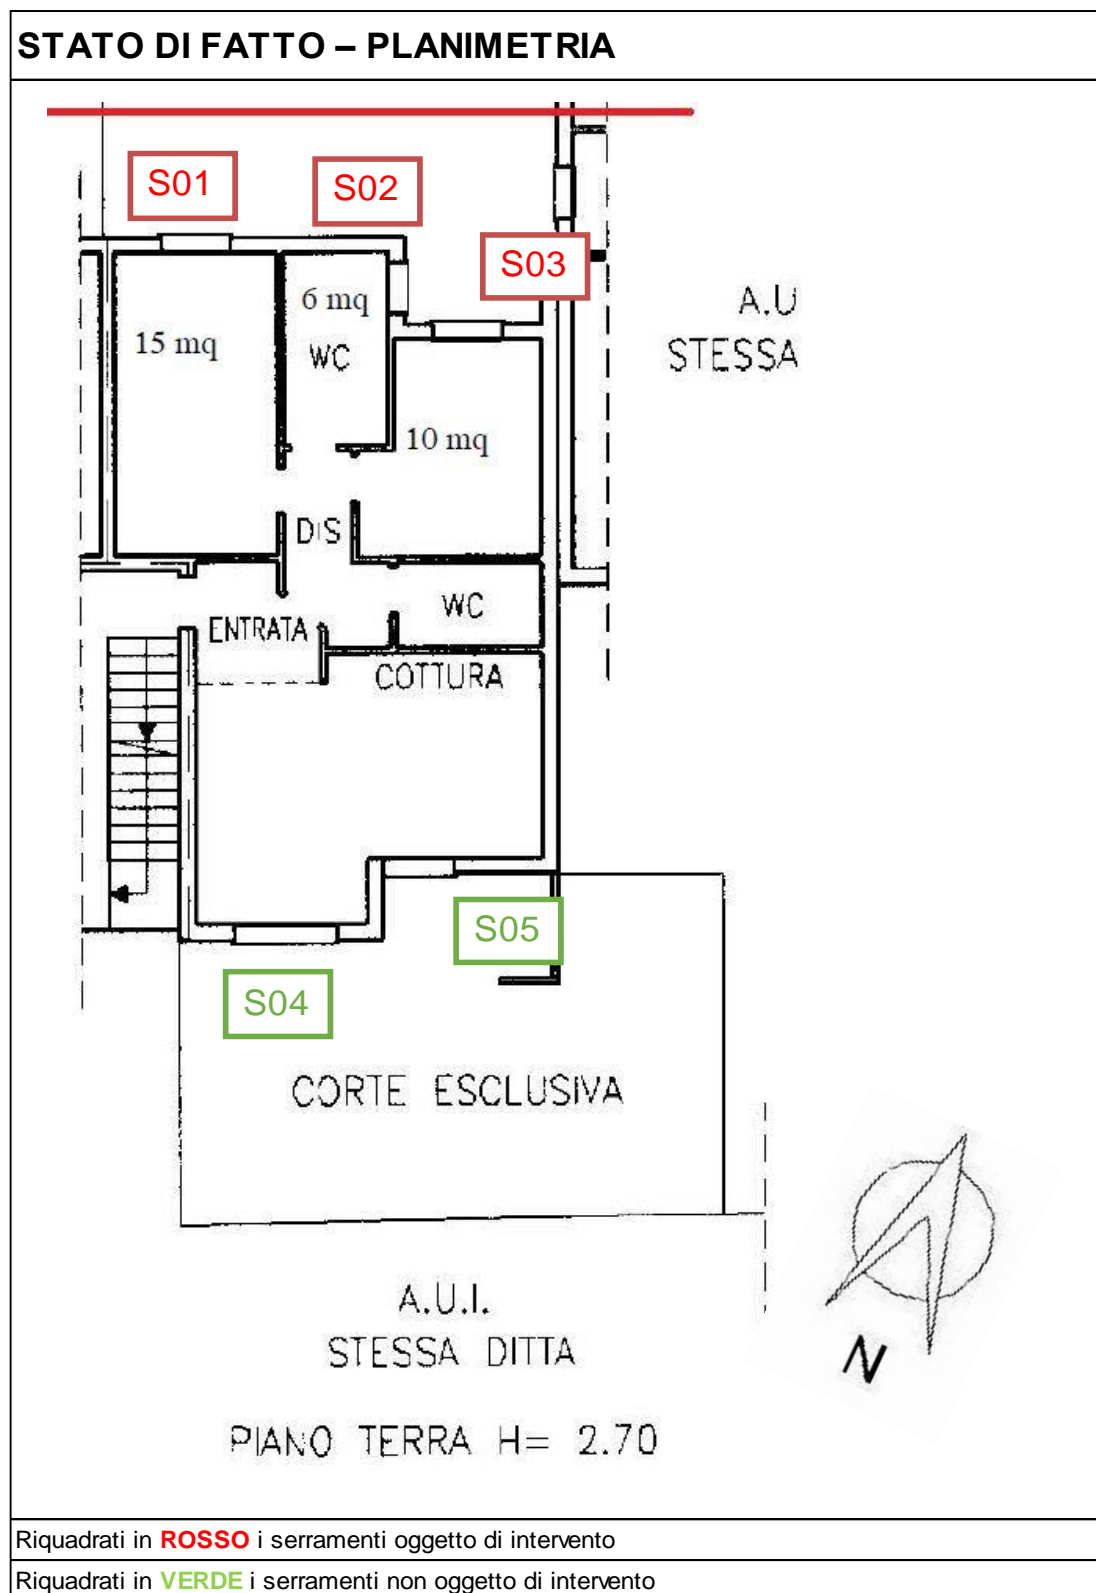 STATO DI FATTO – PLANIMETRIA
S01
S02
S03
6 mq
15 mq
WC
A.U
STESSA
10 mq
DIS
WC
ENTRATA
COTTURA
S05
S04
CORTE ESCLUSIVA
A.U.I.
STESSA DITTA
N
PIANO TERRA H= 2.70
Riquadrati in ROSSO i serramenti oggetto di intervento
Riquadrati in VERDE i serramenti non oggetto di intervento